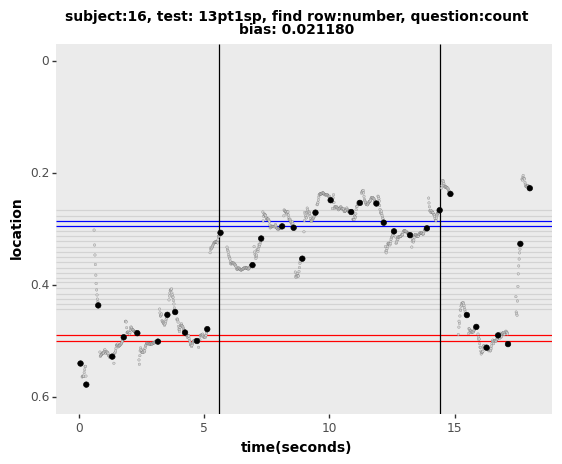 subject:16, test: 13pt1sp, find row:number, question:count
bias: 0.021180
0
0.2
0.4
0.6
location
0
5
10
15
time(seconds)